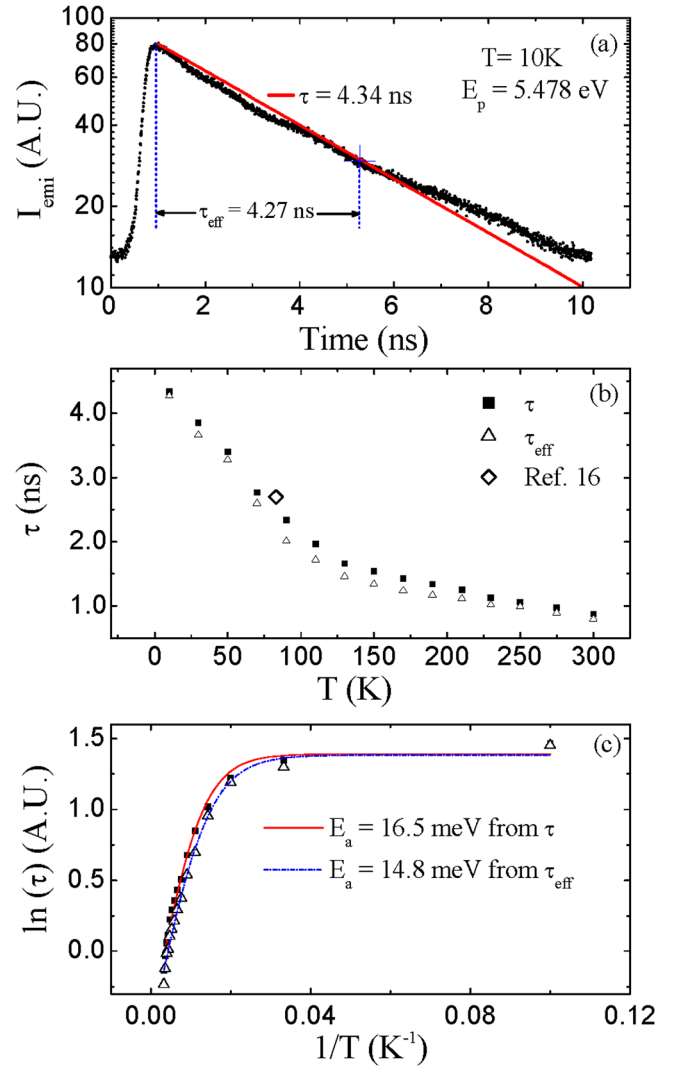 80
60
40
20
10
I_emi (A.U.)
(a)
T= 10K
E_p = 5.478 eV
τ = 4.34 ns
τ_eff = 4.27 ns
0 2 4 6 8 10
Time (ns)
4.0
3.0
2.0
1.0
τ (ns)
(b)
τ
τ_eff
Ref. 16
0 50 100 150 200 250 300
T (K)
1.5
1.0
0.5
0.0
ln (τ) (A.U.)
(c)
E_a = 16.5 meV from τ
E_a = 14.8 meV from τ_eff
0.00 0.04 0.08 0.12
1/T (K⁻¹)